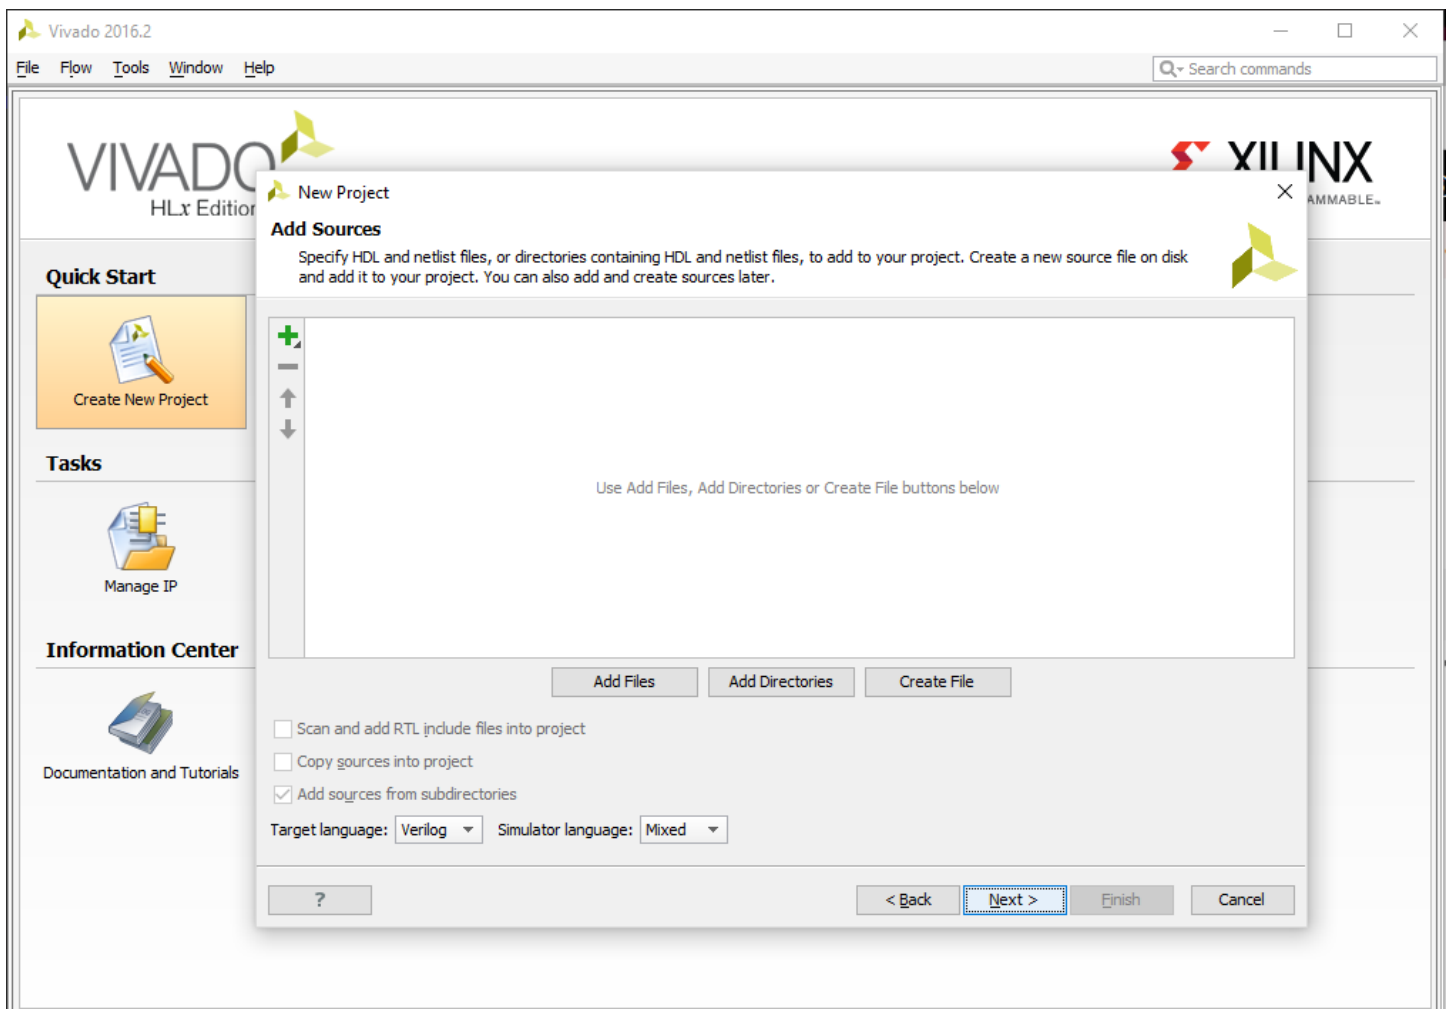 Vivado 2016.2
File Flow Tools Window Help
Search commands
VIVADO
HLx Edition
XILINX
AMMABLE™
New Project
Add Sources
Specify HDL and netlist files, or directories containing HDL and netlist files, to add to your project. Create a new source file on disk
and add it to your project. You can also add and create sources later.
Quick Start
Create New Project
Tasks
Manage IP
Information Center
Documentation and Tutorials
Use Add Files, Add Directories or Create File buttons below
Add Files Add Directories Create File
Scan and add RTL include files into project
Copy sources into project
Add sources from subdirectories
Target language: Verilog Simulator language: Mixed
? < Back Next > Finish Cancel